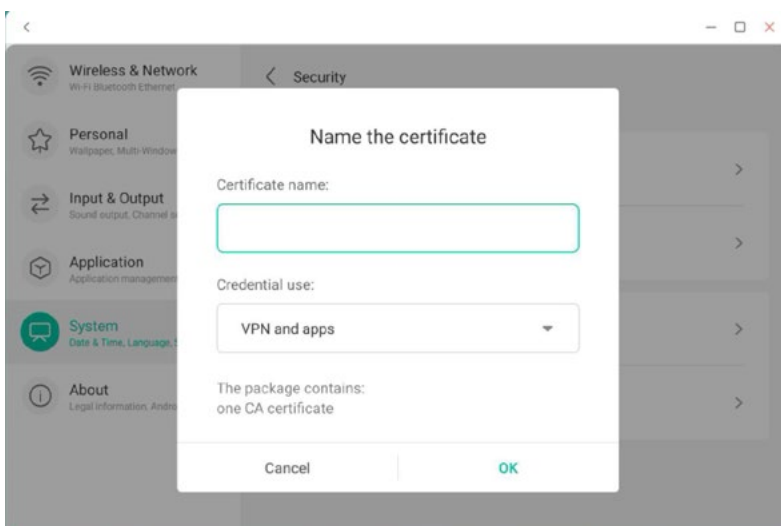 Wireless & Network
Wi-Fi Bluetooth Ethernet
Security
Personal
Wallpaper, Multi-Window
Input & Output
Sound output, Channel
Application
Application
System
Date & Time, Language,
About
Legal information,
Name the certificate
Certificate name:
Credential use:
VPN and apps
The package contains:
one CA certificate
Cancel
OK